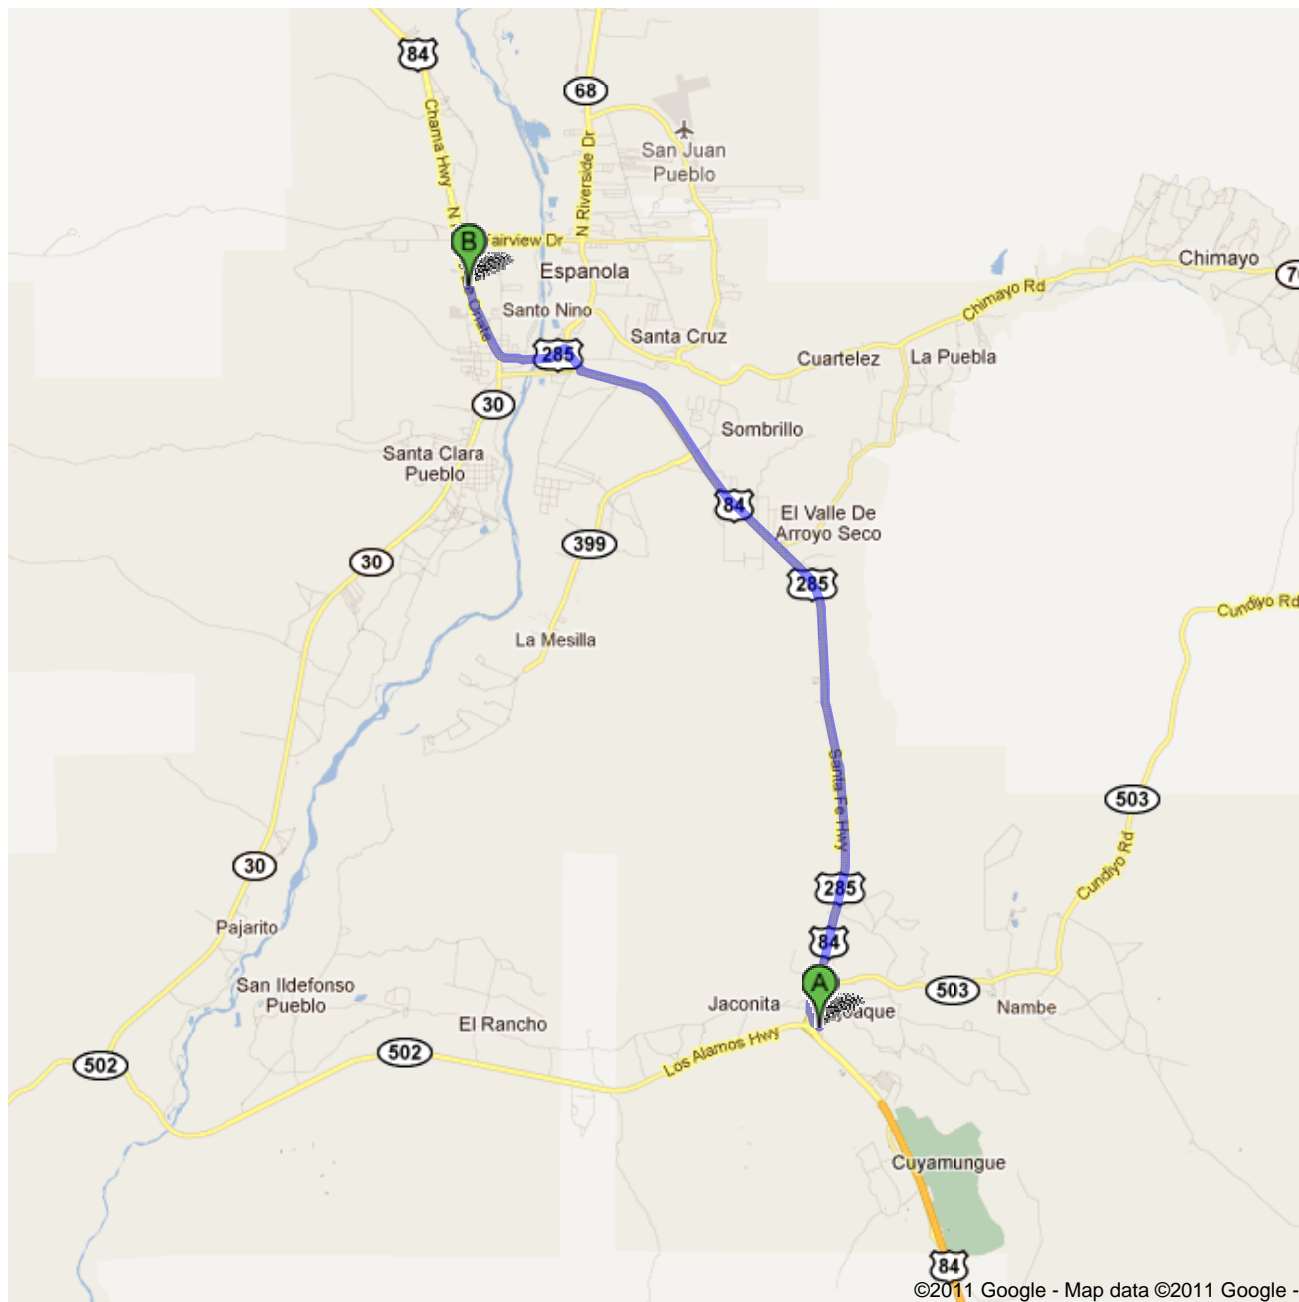 84
68
Chama Hwy
N Riverside Dr
San Juan
Pueblo
N
Fairview Dr
Chimayo
Espanola
Chimayo Rd
Santo Nino
Oñate
Santa Cruz
285
Cuartelez
La Puebla
30
Sombrillo
Santa Clara
Pueblo
84
El Valle De
Arroyo Seco
399
30
285
Cundiyo Rd
La Mesilla
Santa Fe Hwy
503
Cundiyo Rd
30
285
Pajarito
84
A
B
San Ildefonso
Pueblo
503
Jaconita
Nambe
El Rancho
Los Alamos Hwy
502
502
Cuyamungue
84
©2011 Google - Map data ©2011 Google -